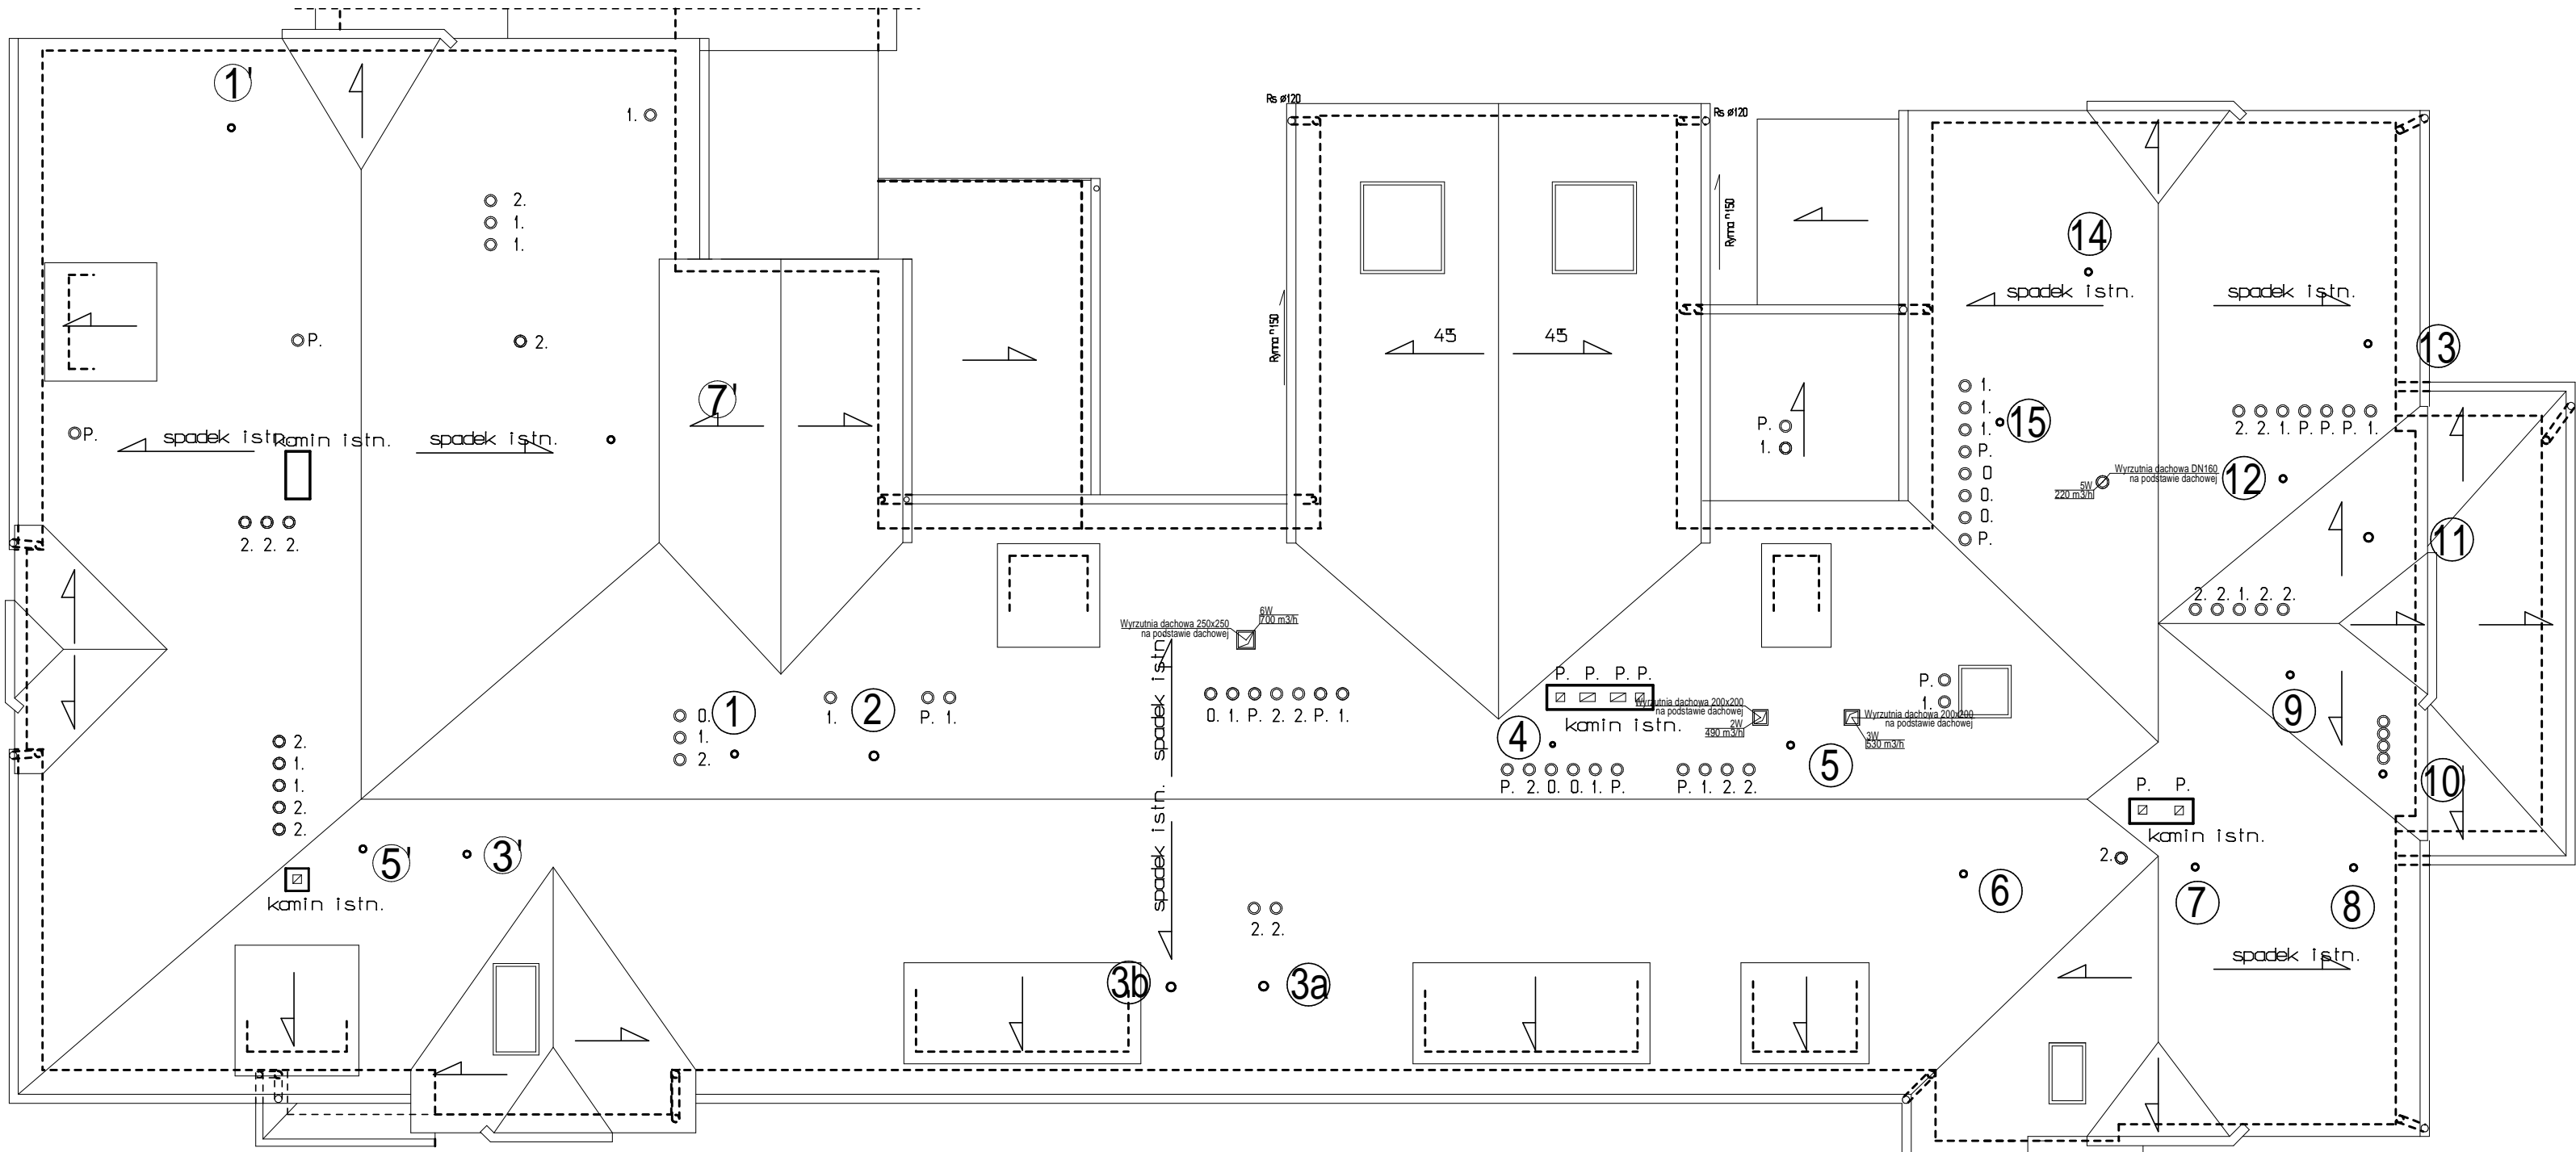 1'
1.
Rs ø120
Rs ø120
2.
1.
1.
14
Rynna ∩150
spadek istn.
spadek istn.
Rynna ∩150
P.
2.
45
45
13
7'
1.
1.
1.
P.
0
0.
0.
P.
15
2. 2. 1. P. P. P. 1.
P.
1.
P.
spadek istn.
kamin istn.
spadek istn.
Wyrzutnia dachowa DN160
na podstawie dachowej
5W
220 m3/h
12
2. 2. 2.
11
2. 2. 1. 2. 2.
Wyrzutnia dachowa 250x250
na podstawie dachowej
6W
700 m3/h
spadek istn.
spadek istn.
P. P. P. P.
kamin istn.
Wyrzutnia dachowa 200x200
na podstawie dachowej
2W
490 m3/h
Wyrzutnia dachowa 200x200
na podstawie dachowej
3W
530 m3/h
P.
1.
9
0.
1.
2.
1
1.
2
P. 1.
0. 1. P. 2. 2. P. 1.
4
5
P. 2. 0. 0. 1. P.
P. 1. 2. 2.
10
2.
1.
1.
2.
2.
P. P.
kamin istn.
5'
3'
2.
kamin istn.
6
7
8
2. 2.
spadek istn.
3b
3a